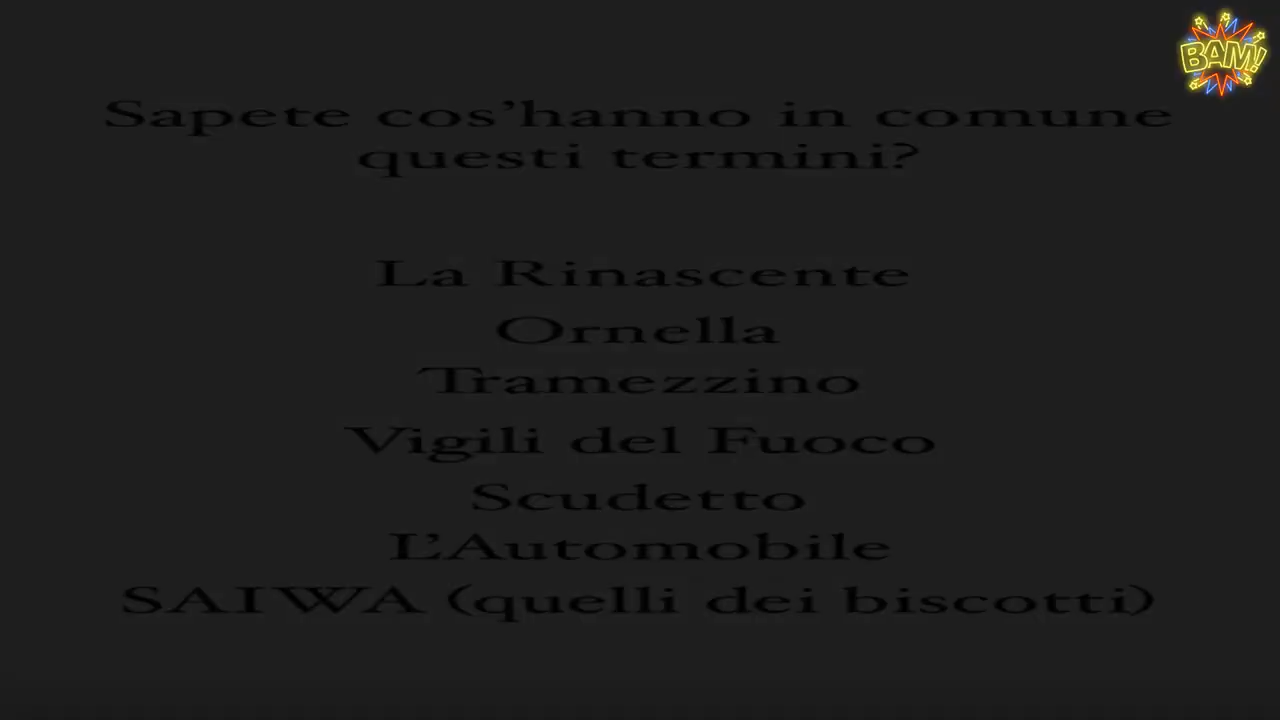 BAM!
Sapete cos’hanno in comune
questi termini?
La Rinascente
Ornella
Tramezzino
Vigili del Fuoco
Scudetto
L’Automobile
SAIWA (quelli dei biscotti)